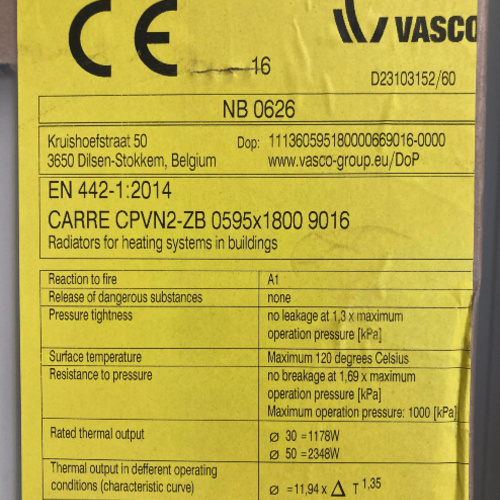 CE
16
VASCO
D23103152/60
NB 0626
Kruishoefstraat 50
3650 Dilsen-Stokkem, Belgium
Dop: 111360595180000669016-0000
www.vasco-group.eu/DoP
EN 442-1:2014
CARRE CPVN2-ZB 0595x1800 9016
Radiators for heating systems in buildings
Reaction to fire A1
Release of dangerous substances none
Pressure tightness no leakage at 1,3 x maximum
operation pressure [kPa]
Surface temperature Maximum 120 degrees Celsius
Resistance to pressure no breakage at 1,69 x maximum
operation pressure [kPa]
Maximum operation pressure: 1000 [kPa]
Rated thermal output ⌀ 30 =1178W
⌀ 50 =2348W
Thermal output in defferent operating
conditions (characteristic curve) ⌀ =11,94 x Δ T 1,35